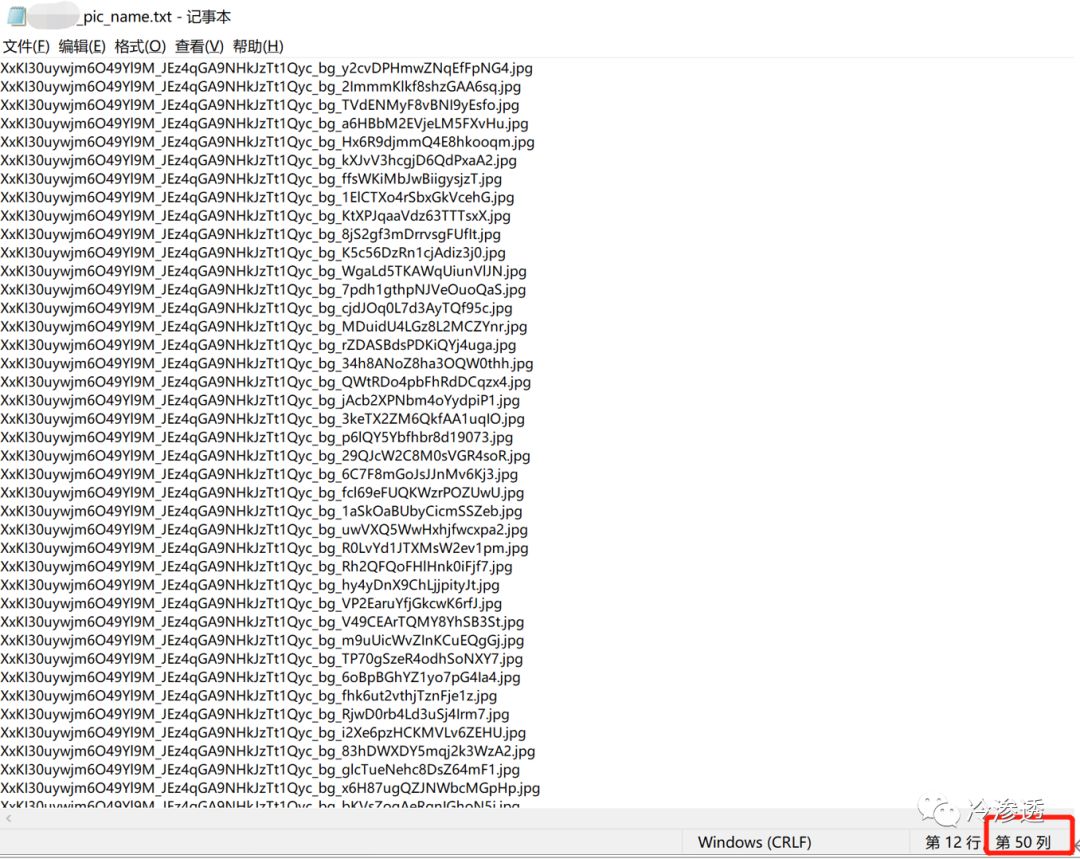 _pic_name.txt - 记事本
文件(F) 编辑(E) 格式(O) 查看(V) 帮助(H)
XxKI30uywjm6O49Yl9M_JEz4qGA9NHkJzTt1Qyc_bg_y2cvDPHmwZNqEfFpNG4.jpg
XxKI30uywjm6O49Yl9M_JEz4qGA9NHkJzTt1Qyc_bg_2ImmmKlkf8shzGAA6sq.jpg
XxKI30uywjm6O49Yl9M_JEz4qGA9NHkJzTt1Qyc_bg_TVdENMyF8vBNI9yEsfo.jpg
XxKI30uywjm6O49Yl9M_JEz4qGA9NHkJzTt1Qyc_bg_a6HBbM2EVjeLM5FXvHu.jpg
XxKI30uywjm6O49Yl9M_JEz4qGA9NHkJzTt1Qyc_bg_Hx6R9djmmQ4E8hkooqm.jpg
XxKI30uywjm6O49Yl9M_JEz4qGA9NHkJzTt1Qyc_bg_kXJvV3hcgjD6QdPxaA2.jpg
XxKI30uywjm6O49Yl9M_JEz4qGA9NHkJzTt1Qyc_bg_ffsWKiMbJwBiigysjzT.jpg
XxKI30uywjm6O49Yl9M_JEz4qGA9NHkJzTt1Qyc_bg_1ElCTXo4rSbxGkVcehG.jpg
XxKI30uywjm6O49Yl9M_JEz4qGA9NHkJzTt1Qyc_bg_KtXPJqaaVdz63TTTsxX.jpg
XxKI30uywjm6O49Yl9M_JEz4qGA9NHkJzTt1Qyc_bg_8jS2gf3mDrrvsgFUfIt.jpg
XxKI30uywjm6O49Yl9M_JEz4qGA9NHkJzTt1Qyc_bg_K5c56DzRn1cjAdiz3j0.jpg
XxKI30uywjm6O49Yl9M_JEz4qGA9NHkJzTt1Qyc_bg_WgaLd5TKAWqUiunVlJN.jpg
XxKI30uywjm6O49Yl9M_JEz4qGA9NHkJzTt1Qyc_bg_7pdh1gthpNJVeOuoQaS.jpg
XxKI30uywjm6O49Yl9M_JEz4qGA9NHkJzTt1Qyc_bg_cjdJOq0L7d3AyTQf95c.jpg
XxKI30uywjm6O49Yl9M_JEz4qGA9NHkJzTt1Qyc_bg_MDuidU4LGz8L2MCZYnr.jpg
XxKI30uywjm6O49Yl9M_JEz4qGA9NHkJzTt1Qyc_bg_rZDASBdsPDKiQYj4uga.jpg
XxKI30uywjm6O49Yl9M_JEz4qGA9NHkJzTt1Qyc_bg_34h8ANoZ8ha3OQW0thh.jpg
XxKI30uywjm6O49Yl9M_JEz4qGA9NHkJzTt1Qyc_bg_QWtRDo4pbFhRdDCqzx4.jpg
XxKI30uywjm6O49Yl9M_JEz4qGA9NHkJzTt1Qyc_bg_jAcb2XPNbm4oYydpiP1.jpg
XxKI30uywjm6O49Yl9M_JEz4qGA9NHkJzTt1Qyc_bg_3keTX2ZM6QkfAA1uqIO.jpg
XxKI30uywjm6O49Yl9M_JEz4qGA9NHkJzTt1Qyc_bg_p6lQY5Ybfhbr8d19073.jpg
XxKI30uywjm6O49Yl9M_JEz4qGA9NHkJzTt1Qyc_bg_29QJcW2C8M0sVGR4soR.jpg
XxKI30uywjm6O49Yl9M_JEz4qGA9NHkJzTt1Qyc_bg_6C7F8mGoJsJJnMv6Kj3.jpg
XxKI30uywjm6O49Yl9M_JEz4qGA9NHkJzTt1Qyc_bg_fcl69eFUQKWzrPOZUwU.jpg
XxKI30uywjm6O49Yl9M_JEz4qGA9NHkJzTt1Qyc_bg_1aSkOaBUbyCicmSSZeb.jpg
XxKI30uywjm6O49Yl9M_JEz4qGA9NHkJzTt1Qyc_bg_uwVXQ5WwHxhjfwcxpa2.jpg
XxKI30uywjm6O49Yl9M_JEz4qGA9NHkJzTt1Qyc_bg_R0LvYd1JTXMsW2ev1pm.jpg
XxKI30uywjm6O49Yl9M_JEz4qGA9NHkJzTt1Qyc_bg_Rh2QFQoFHlHnk0iFjf7.jpg
XxKI30uywjm6O49Yl9M_JEz4qGA9NHkJzTt1Qyc_bg_hy4yDnX9ChLjjpityJt.jpg
XxKI30uywjm6O49Yl9M_JEz4qGA9NHkJzTt1Qyc_bg_VP2EaruYfjGkcwK6rfJ.jpg
XxKI30uywjm6O49Yl9M_JEz4qGA9NHkJzTt1Qyc_bg_V49CEArTQMY8YhSB3St.jpg
XxKI30uywjm6O49Yl9M_JEz4qGA9NHkJzTt1Qyc_bg_m9uUicWvZInKCuEQgGj.jpg
XxKI30uywjm6O49Yl9M_JEz4qGA9NHkJzTt1Qyc_bg_TP70gSzeR4odhSoNXY7.jpg
XxKI30uywjm6O49Yl9M_JEz4qGA9NHkJzTt1Qyc_bg_6oBpBGhYZ1yo7pG4Ia4.jpg
XxKI30uywjm6O49Yl9M_JEz4qGA9NHkJzTt1Qyc_bg_fhk6ut2vthjTznFje1z.jpg
XxKI30uywjm6O49Yl9M_JEz4qGA9NHkJzTt1Qyc_bg_RjwD0rb4Ld3uSj4Irm7.jpg
XxKI30uywjm6O49Yl9M_JEz4qGA9NHkJzTt1Qyc_bg_i2Xe6pzHCKMVLv6ZEHU.jpg
XxKI30uywjm6O49Yl9M_JEz4qGA9NHkJzTt1Qyc_bg_83hDWXDY5mqj2k3WzA2.jpg
XxKI30uywjm6O49Yl9M_JEz4qGA9NHkJzTt1Qyc_bg_glcTueNehc8DsZ64mF1.jpg
XxKI30uywjm6O49Yl9M_JEz4qGA9NHkJzTt1Qyc_bg_x6H87ugQZJNWbcMGpHp.jpg
冷渗透
Windows (CRLF) 第 12 行, 第 50 列